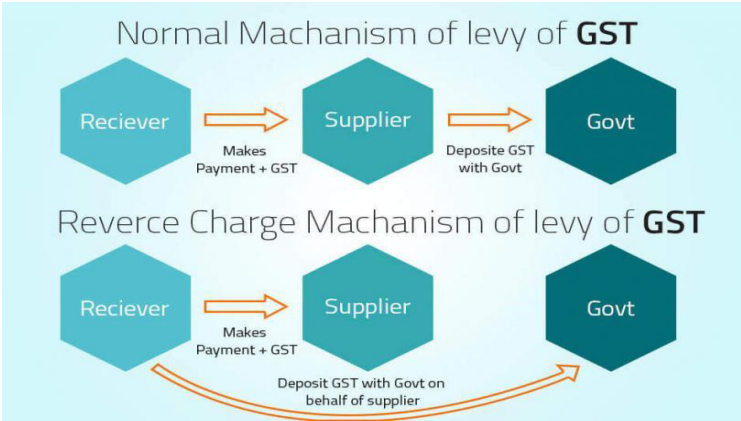 Normal Machanism of levy of GST
Reciever
Supplier
Govt
Makes
Payment + GST
Deposite GST
with Govt
Reverce Charge Machanism of levy of GST
Reciever
Supplier
Govt
Makes
Payment + GST
Deposit GST with Govt on
behalf of supplier